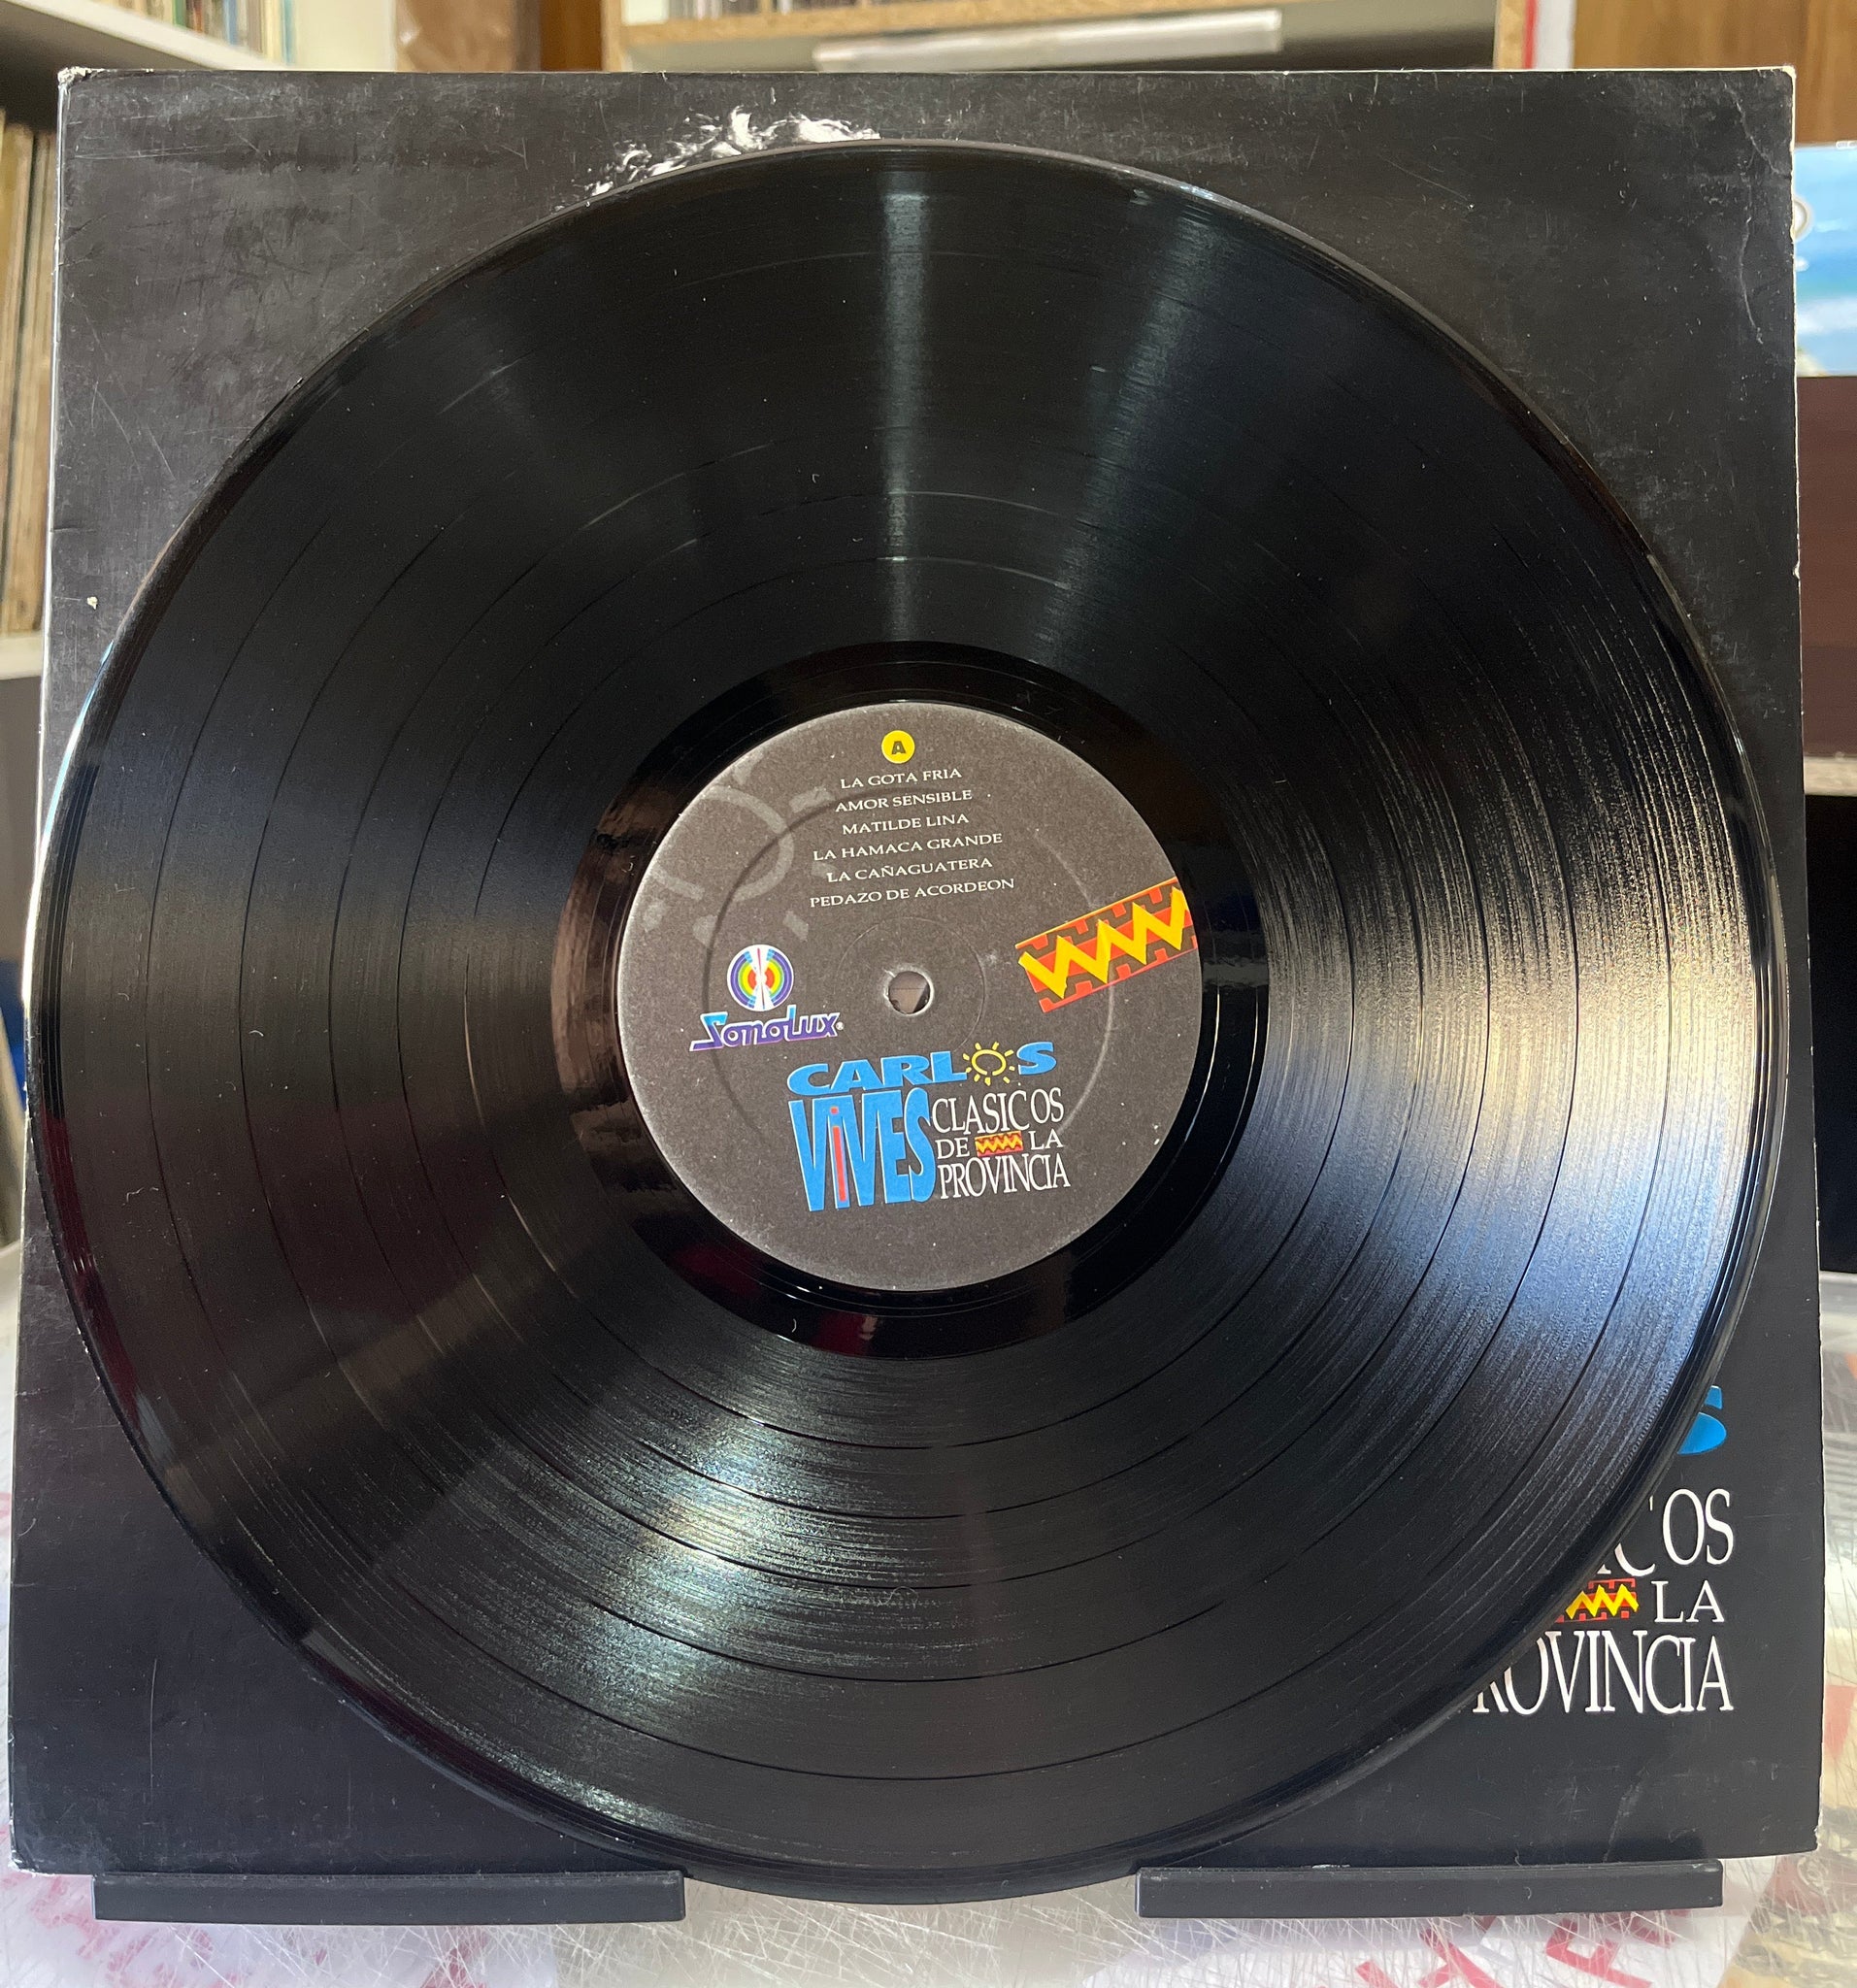 A
LA GOTA FRIA
AMOR SENSIBLE
MATILDE LINA
LA HAMACA GRANDE
LA CAÑAGUATERA
PEDAZO DE ACORDEON
Sonolux®
CARLOS
ViVES
CLASICOS
DE LA
PROVINCIA
S
ICOS
LA
ROVINCIA